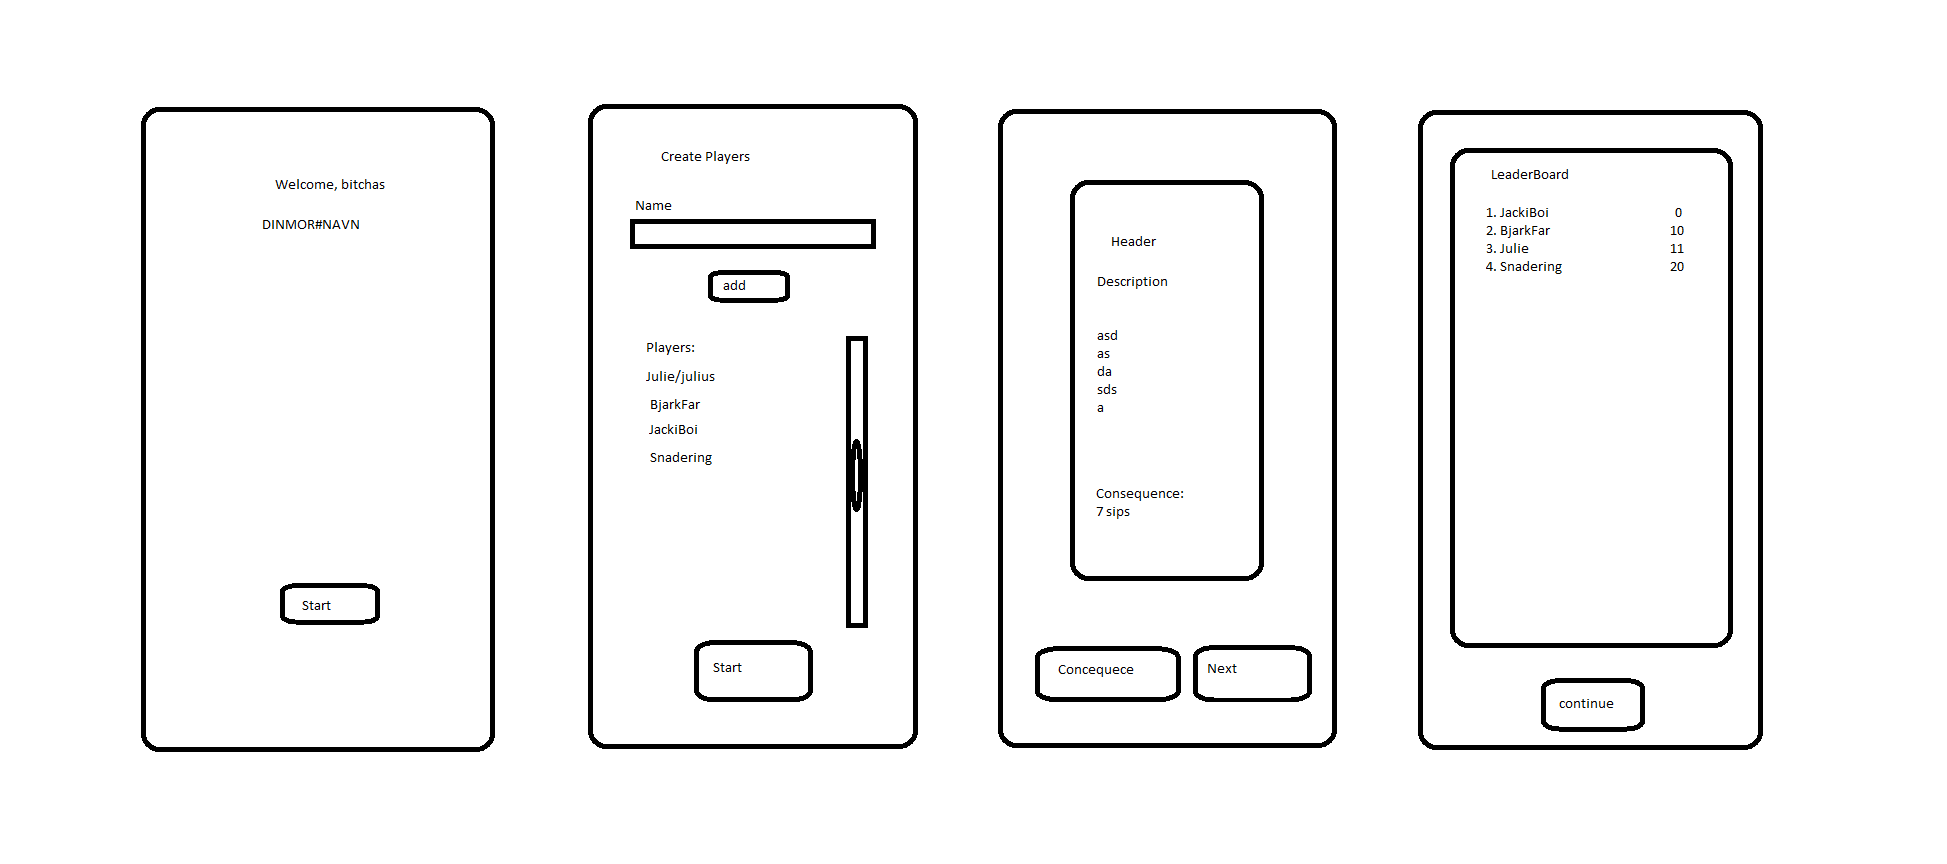 Welcome, bitchas
DINMOR#NAVN
Start
Create Players
Name
add
Players:
Julie/julius
BjarkFar
JackiBoi
Snadering
Start
Header
Description
asd
as
da
sds
a
Consequence:
7 sips
Concequece
Next
LeaderBoard
1. JackiBoi 0
2. BjarkFar 10
3. Julie 11
4. Snadering 20
continue